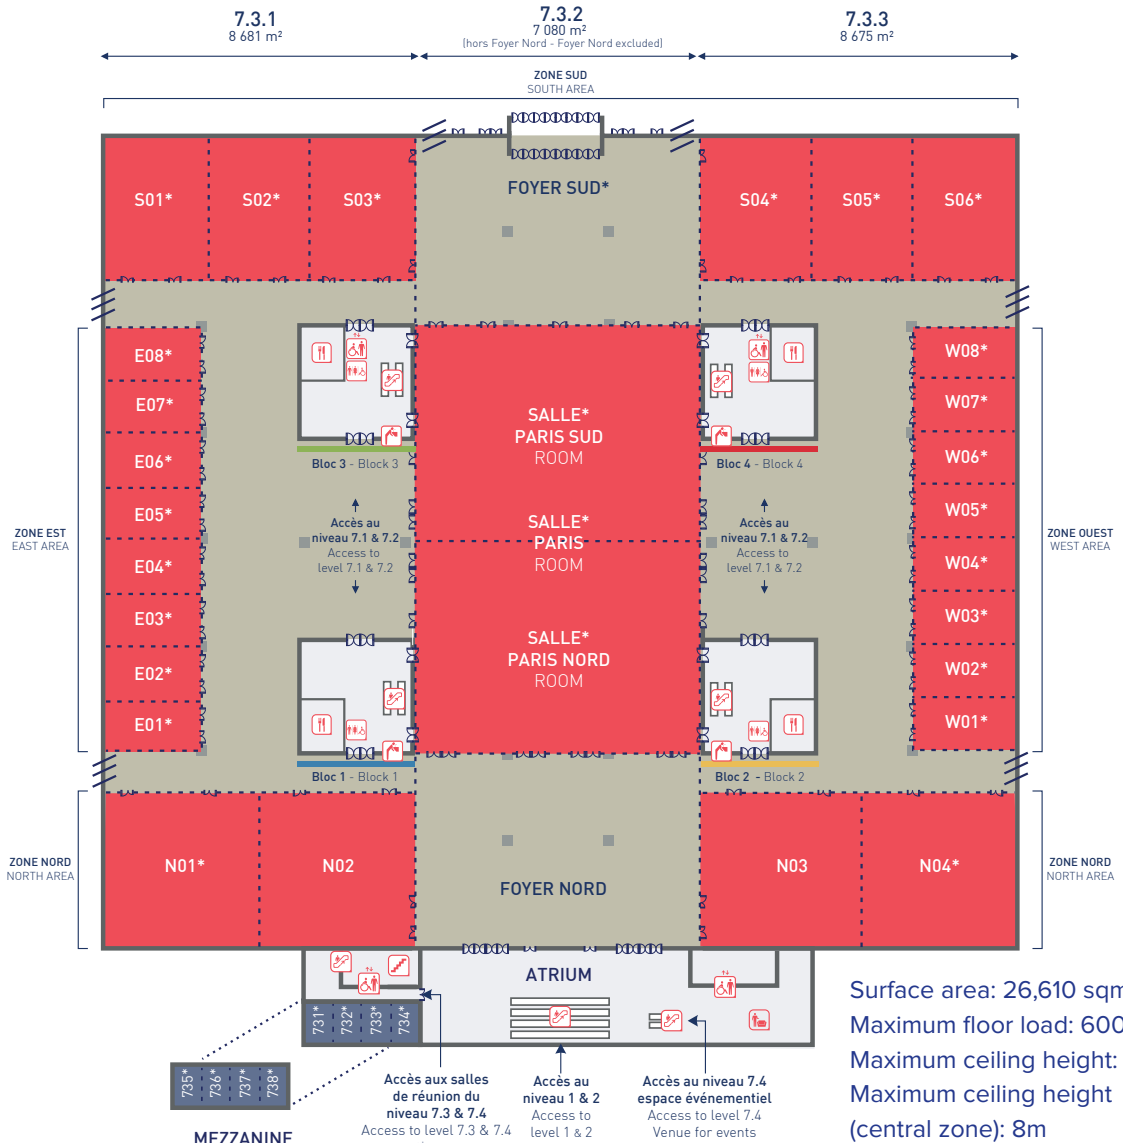 7.3.1
8 681 m²
7.3.2
7 080 m²
(hors Foyer Nord - Foyer Nord excluded)
7.3.3
8 675 m²
ZONE SUD
SOUTH AREA
FOYER SUD*
S01*
S02*
S03*
S04*
S05*
S06*
E08*
E07*
E06*
E05*
E04*
E03*
E02*
E01*
ZONE EST
EAST AREA
W08*
W07*
W06*
W05*
W04*
W03*
W02*
W01*
ZONE OUEST
WEST AREA
SALLE*
PARIS SUD
ROOM
SALLE*
PARIS
ROOM
SALLE*
PARIS NORD
ROOM
Bloc 3 - Block 3
Bloc 4 - Block 4
Accès au
niveau 7.1 & 7.2
Access to
level 7.1 & 7.2
Accès au
niveau 7.1 & 7.2
Access to
level 7.1 & 7.2
Bloc 1 - Block 1
Bloc 2 - Block 2
ZONE NORD
NORTH AREA
N01*
N02
FOYER NORD
N03
N04*
ZONE NORD
NORTH AREA
ATRIUM
731*
732*
733*
734*
735*
736*
737*
738*
MEZZANINE
Accès aux salles
de réunion du
niveau 7.3 & 7.4
Access to level 7.3 & 7.4
Accès au
niveau 1 & 2
Access to
level 1 & 2
Accès au niveau 7.4
espace événementiel
Access to level 7.4
Venue for events
Surface area: 26,610 sqm
Maximum floor load: 600
Maximum ceiling height:
Maximum ceiling height
(central zone): 8m